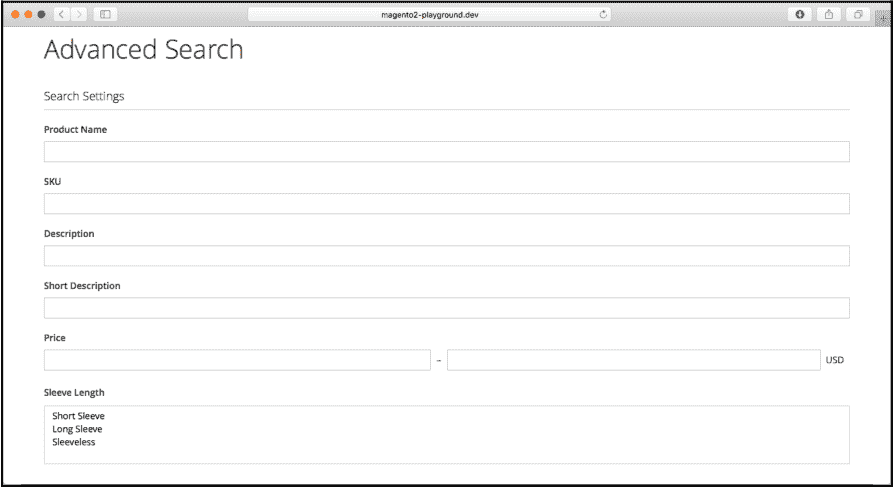 magento2-playground.dev
Advanced Search
Search Settings
Product Name
SKU
Description
Short Description
Price
- USD
Sleeve Length
Short Sleeve
Long Sleeve
Sleeveless